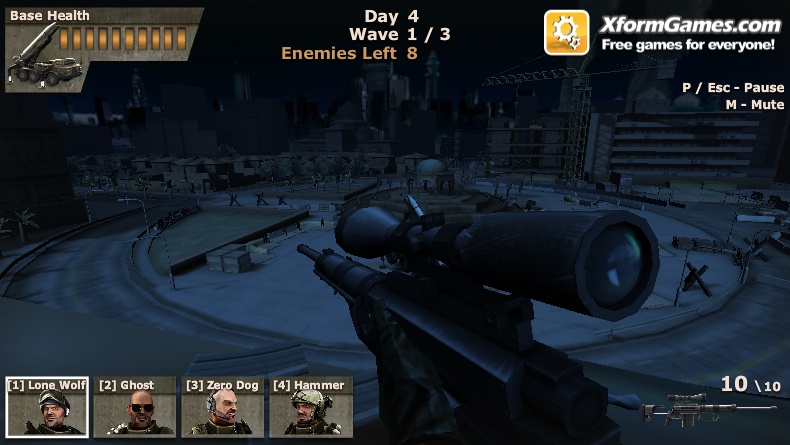 Base Health
Day 4
Wave 1 / 3
Enemies Left 8
XformGames.com
Free games for everyone!
P / Esc - Pause
M - Mute
[1] Lone Wolf
[2] Ghost
[3] Zero Dog
[4] Hammer
10 \ 10